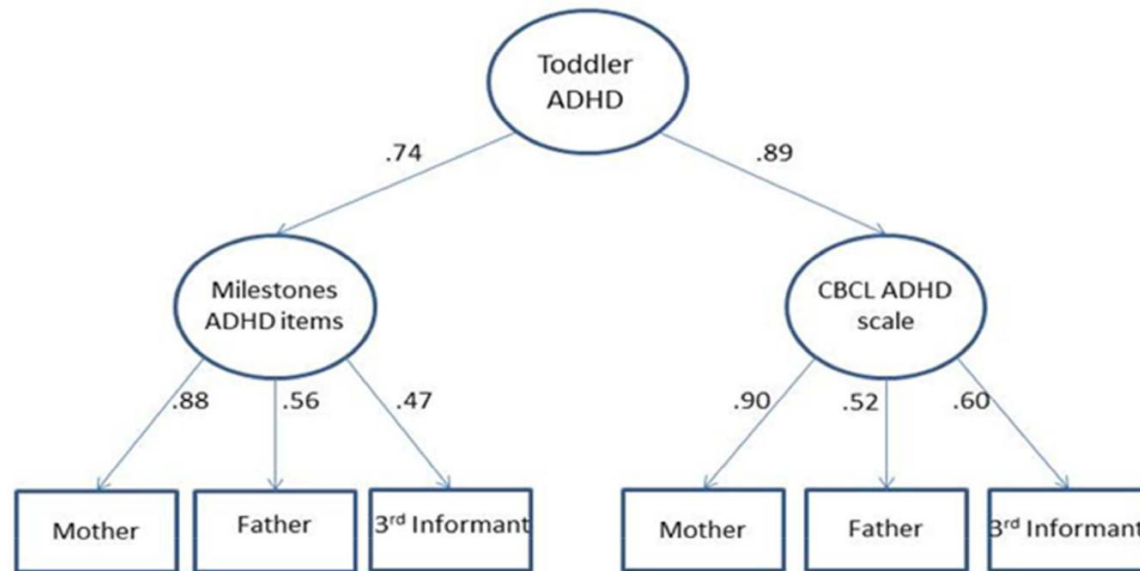 Toddler
ADHD
.74
.89
Milestones
ADHD items
CBCL ADHD
scale
.88
.56
.47
.90
.52
.60
Mother
Father
3rd Informant
Mother
Father
3rd Informant